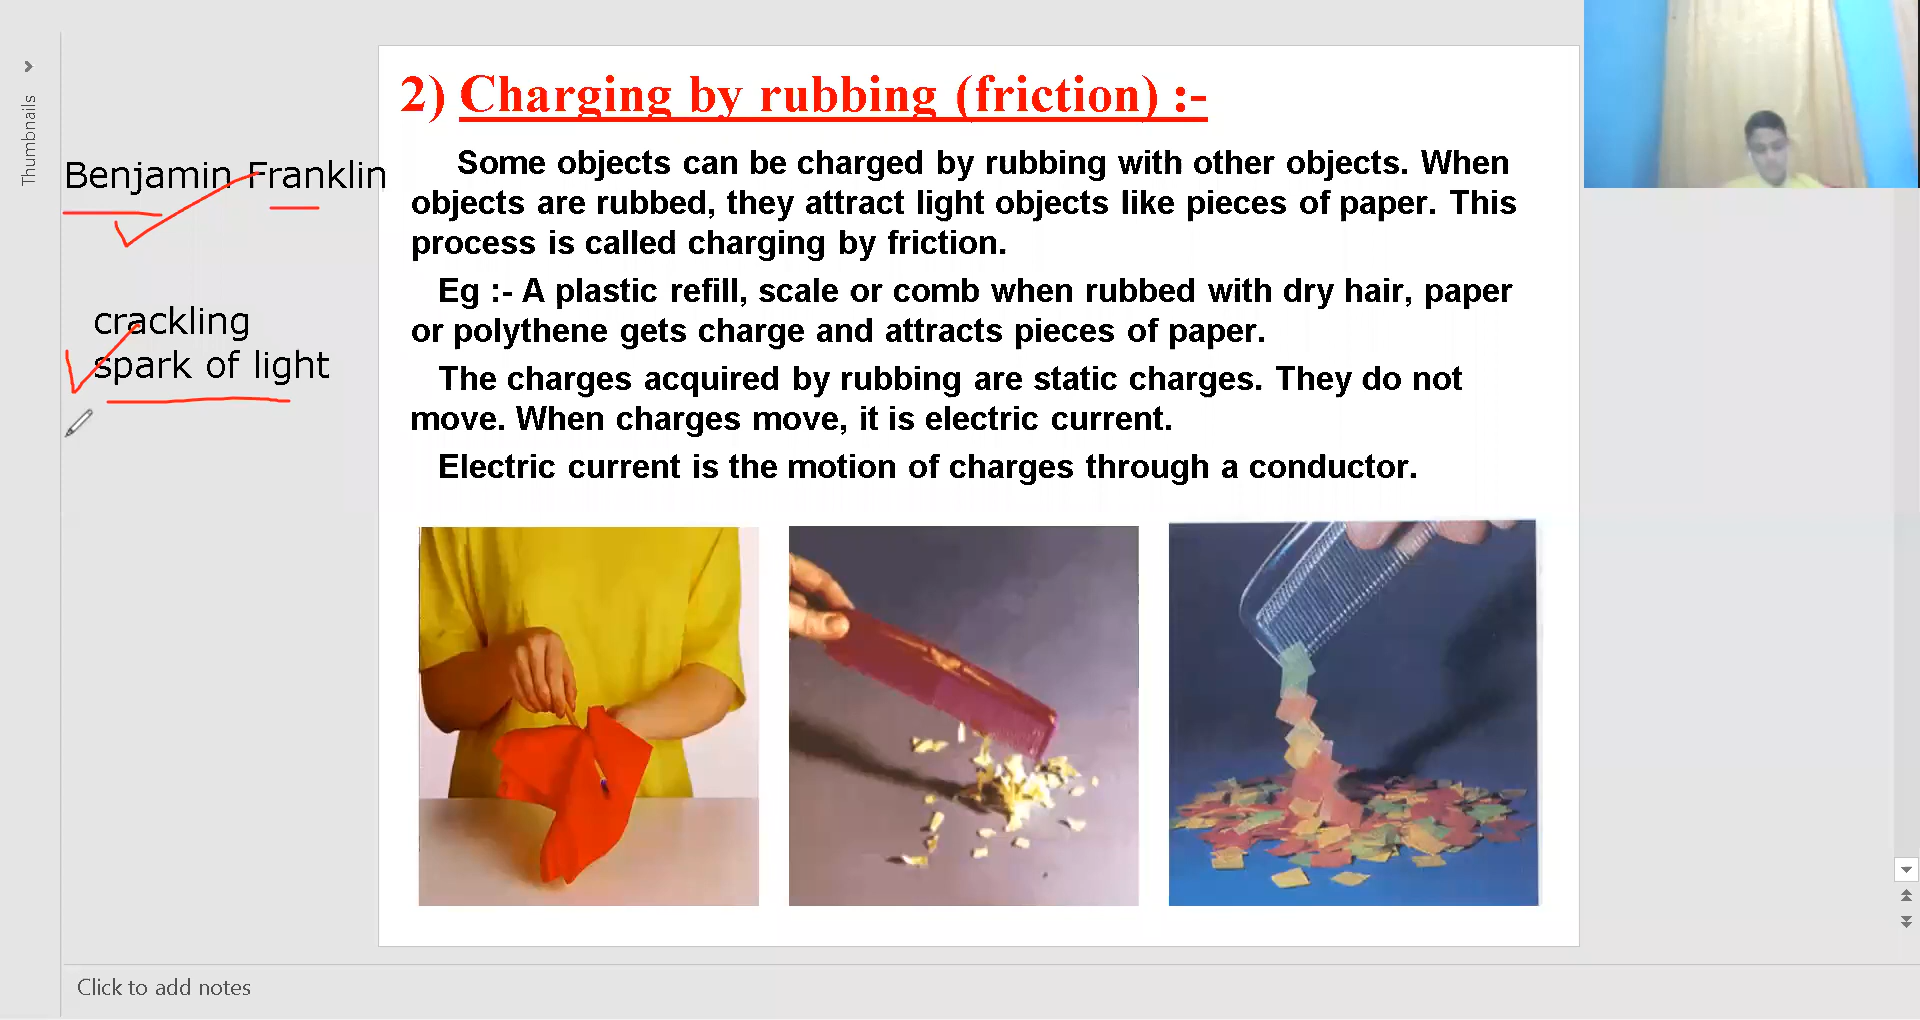 Thumbnails
Benjamin Franklin
crackling
spark of light
2) Charging by rubbing (friction) :-
Some objects can be charged by rubbing with other objects. When
objects are rubbed, they attract light objects like pieces of paper. This
process is called charging by friction.
Eg :- A plastic refill, scale or comb when rubbed with dry hair, paper
or polythene gets charge and attracts pieces of paper.
The charges acquired by rubbing are static charges. They do not
move. When charges move, it is electric current.
Electric current is the motion of charges through a conductor.
Click to add notes